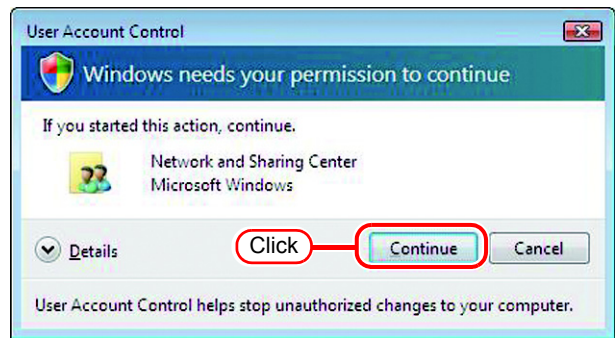 User Account Control
Windows needs your permission to continue
If you started this action, continue.
Network and Sharing Center
Microsoft Windows
Details
Click
Continue
Cancel
User Account Control helps stop unauthorized changes to your computer.